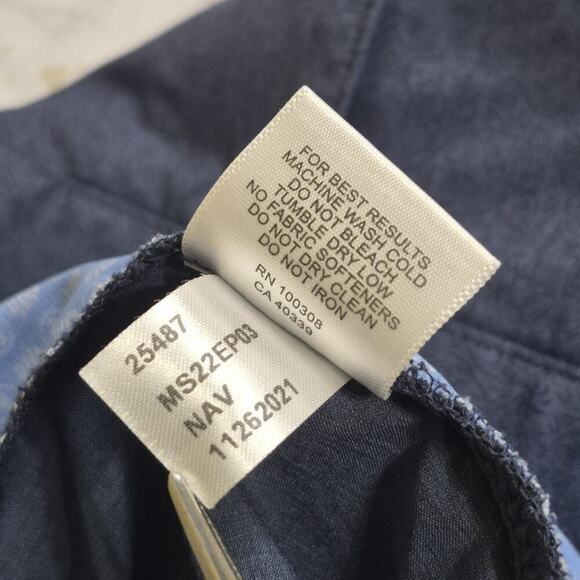 FOR BEST RESULTS
MACHINE WASH COLD
DO NOT BLEACH
TUMBLE DRY LOW
NO FABRIC SOFTENERS
DO NOT DRY CLEAN
DO NOT IRON
RN 100308
CA 40339
25487
MS22EP03
NAV
11262021